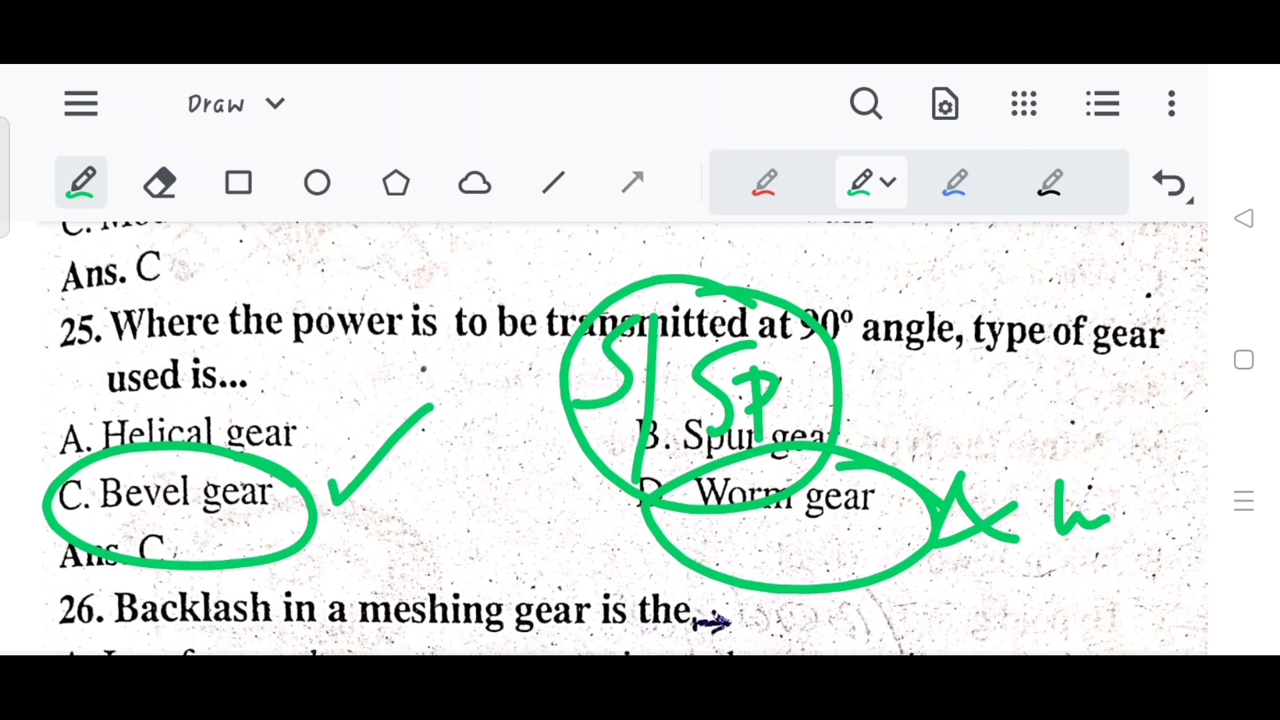 Draw
Ans. C
25. Where the power is to be transmitted at 90º angle, type of gear
used is...
A. Helical gear
B. Spur gear
C. Bevel gear
D. Worm gear
Ans. C
26. Backlash in a meshing gear is the